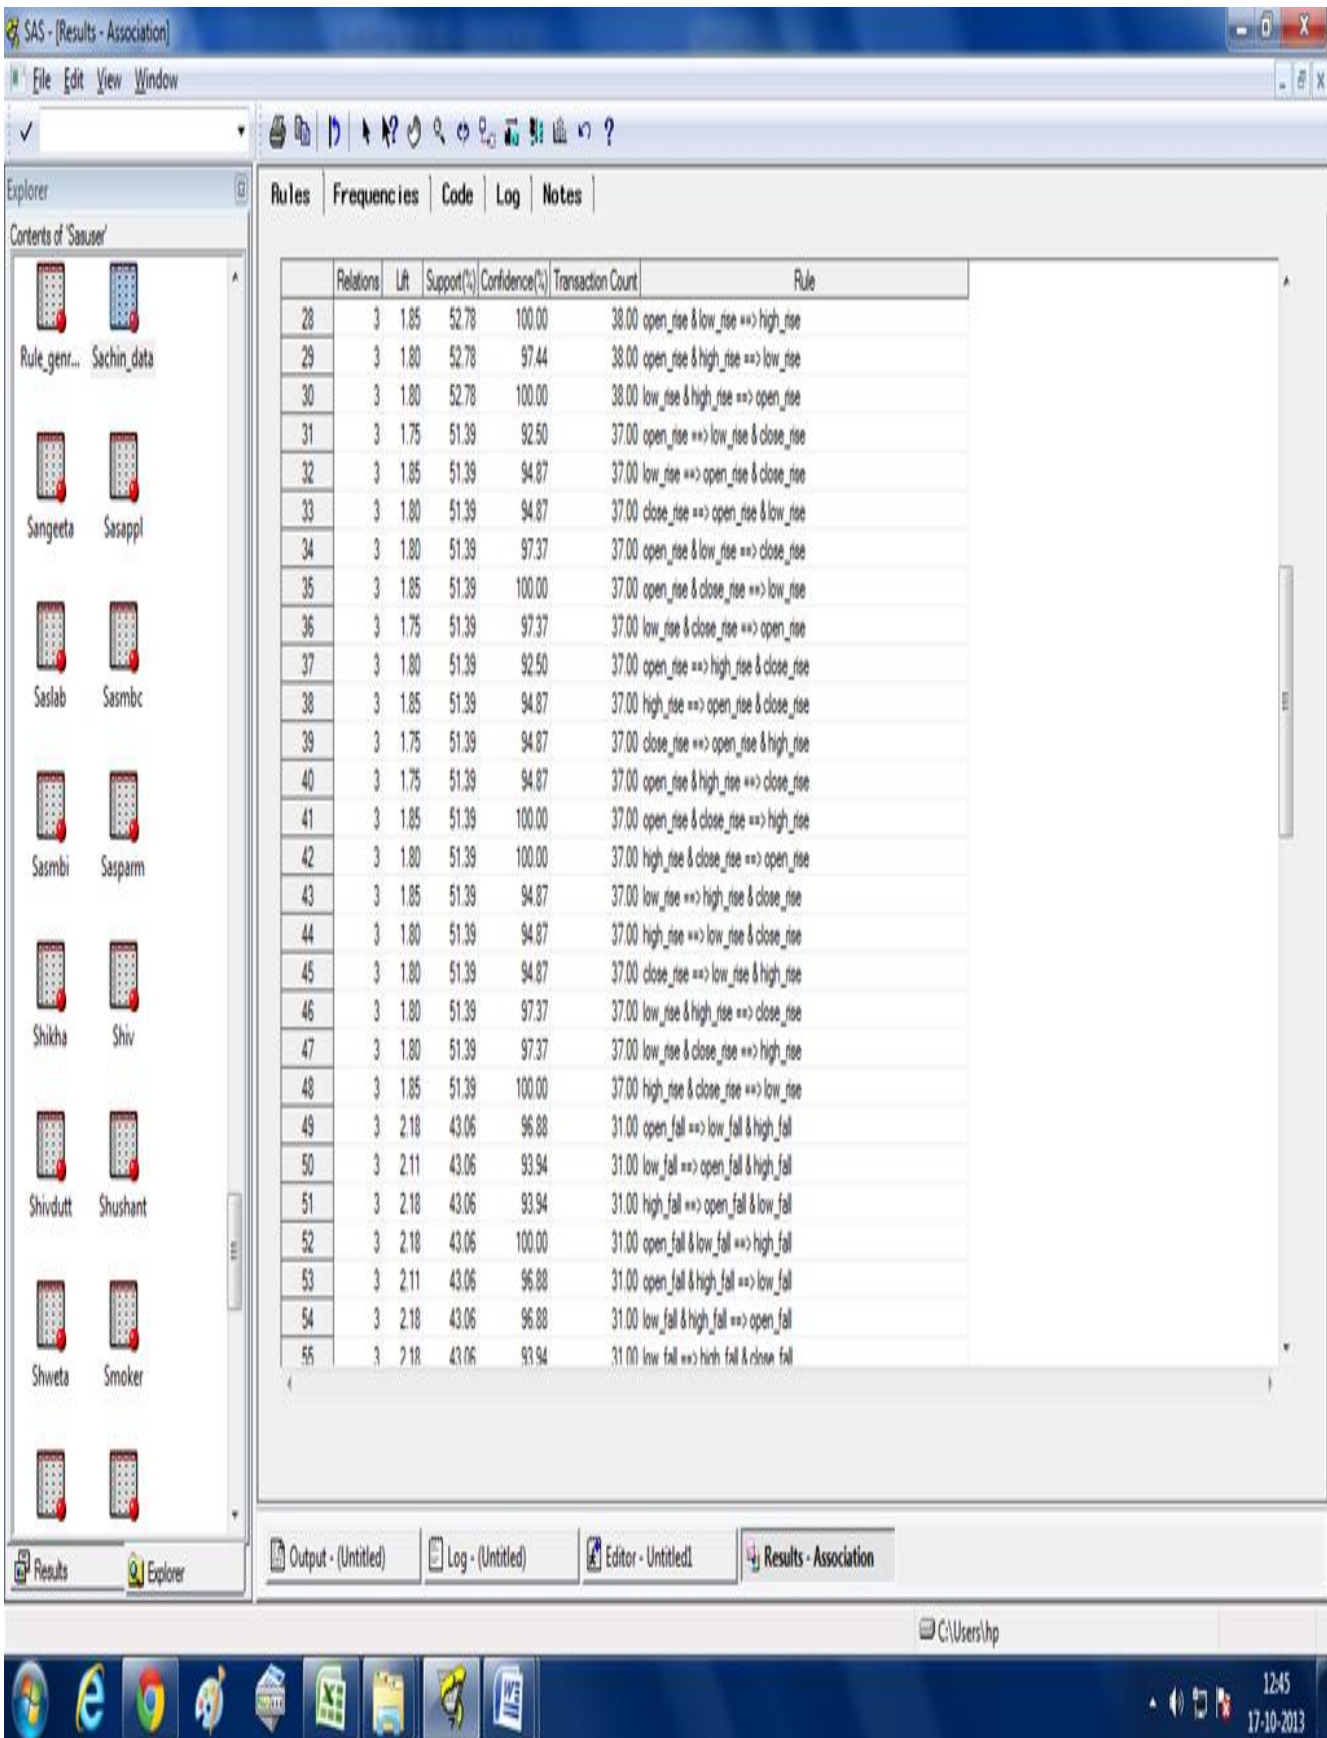 SAS - [Results - Association]
File Edit View Window
Explorer
Contents of 'Sasuser'
Rule_genr... Sachin_data
Sangeeta Sasappl
Saslab Sasmbc
Sasmbi Sasparm
Shikha Shiv
Shivdutt Shushant
Shweta Smoker
Results Explorer
Rules Frequencies Code Log Notes
Relations Lift Support(%) Confidence(%) Transaction Count Rule
28 3 1.85 52.78 100.00 38.00 open_rise & low_rise ==> high_rise
29 3 1.80 52.78 97.44 38.00 open_rise & high_rise ==> low_rise
30 3 1.80 52.78 100.00 38.00 low_rise & high_rise ==> open_rise
31 3 1.75 51.39 92.50 37.00 open_rise ==> low_rise & close_rise
32 3 1.85 51.39 94.87 37.00 low_rise ==> open_rise & close_rise
33 3 1.80 51.39 94.87 37.00 close_rise ==> open_rise & low_rise
34 3 1.80 51.39 97.37 37.00 open_rise & low_rise ==> close_rise
35 3 1.85 51.39 100.00 37.00 open_rise & close_rise ==> low_rise
36 3 1.75 51.39 97.37 37.00 low_rise & close_rise ==> open_rise
37 3 1.80 51.39 92.50 37.00 open_rise ==> high_rise & close_rise
38 3 1.85 51.39 94.87 37.00 high_rise ==> open_rise & close_rise
39 3 1.75 51.39 94.87 37.00 close_rise ==> open_rise & high_rise
40 3 1.75 51.39 94.87 37.00 open_rise & high_rise ==> close_rise
41 3 1.85 51.39 100.00 37.00 open_rise & close_rise ==> high_rise
42 3 1.80 51.39 100.00 37.00 high_rise & close_rise ==> open_rise
43 3 1.85 51.39 94.87 37.00 low_rise ==> high_rise & close_rise
44 3 1.80 51.39 94.87 37.00 high_rise ==> low_rise & close_rise
45 3 1.80 51.39 94.87 37.00 close_rise ==> low_rise & high_rise
46 3 1.80 51.39 97.37 37.00 low_rise & high_rise ==> close_rise
47 3 1.80 51.39 97.37 37.00 low_rise & close_rise ==> high_rise
48 3 1.85 51.39 100.00 37.00 high_rise & close_rise ==> low_rise
49 3 2.18 43.06 96.88 31.00 open_fall ==> low_fall & high_fall
50 3 2.11 43.06 93.94 31.00 low_fall ==> open_fall & high_fall
51 3 2.18 43.06 93.94 31.00 high_fall ==> open_fall & low_fall
52 3 2.18 43.06 100.00 31.00 open_fall & low_fall ==> high_fall
53 3 2.11 43.06 96.88 31.00 open_fall & high_fall ==> low_fall
54 3 2.18 43.06 96.88 31.00 low_fall & high_fall ==> open_fall
55 3 2.18 43.06 93.94 31.00 low_fall ==> high_fall & close_fall
Output - (Untitled) Log - (Untitled) Editor - Untitled1 Results - Association
C:\Users\hp
12:45
17-10-2013